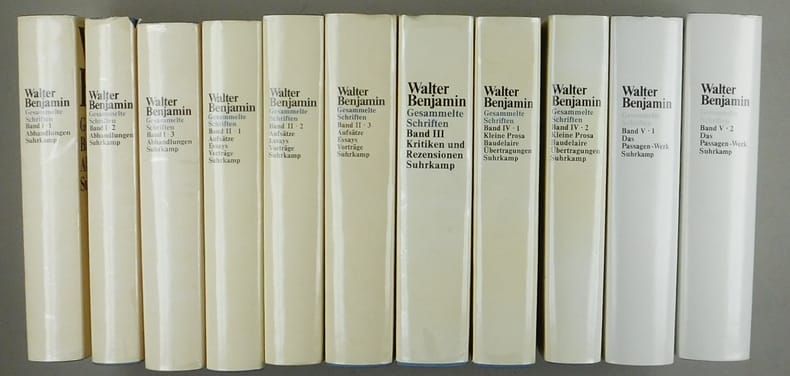 Walter
Benjamin
Gesammelte
Schriften
Band I · 1
Abhandlungen
Suhrkamp
Walter
Benjamin
Gesammelte
Schriften
Band I · 2
Abhandlungen
Suhrkamp
Walter
Benjamin
Gesammelte
Schriften
Band I · 3
Abhandlungen
Suhrkamp
Walter
Benjamin
Gesammelte
Schriften
Band II · 1
Aufsätze
Essays
Vorträge
Suhrkamp
Walter
Benjamin
Gesammelte
Schriften
Band II · 2
Aufsätze
Essays
Vorträge
Suhrkamp
Walter
Benjamin
Gesammelte
Schriften
Band II · 3
Aufsätze
Essays
Vorträge
Suhrkamp
Walter
Benjamin
Gesammelte
Schriften
Band III
Kritiken und
Rezensionen
Suhrkamp
Walter
Benjamin
Gesammelte
Schriften
Band IV · 1
Kleine Prosa
Baudelaire
Übertragungen
Suhrkamp
Walter
Benjamin
Gesammelte
Schriften
Band IV · 2
Kleine Prosa
Baudelaire
Übertragungen
Suhrkamp
Walter
Benjamin
Gesammelte
Schriften
Band V · 1
Das
Passagen-Werk
Suhrkamp
Walter
Benjamin
Gesammelte
Schriften
Band V · 2
Das
Passagen-Werk
Suhrkamp